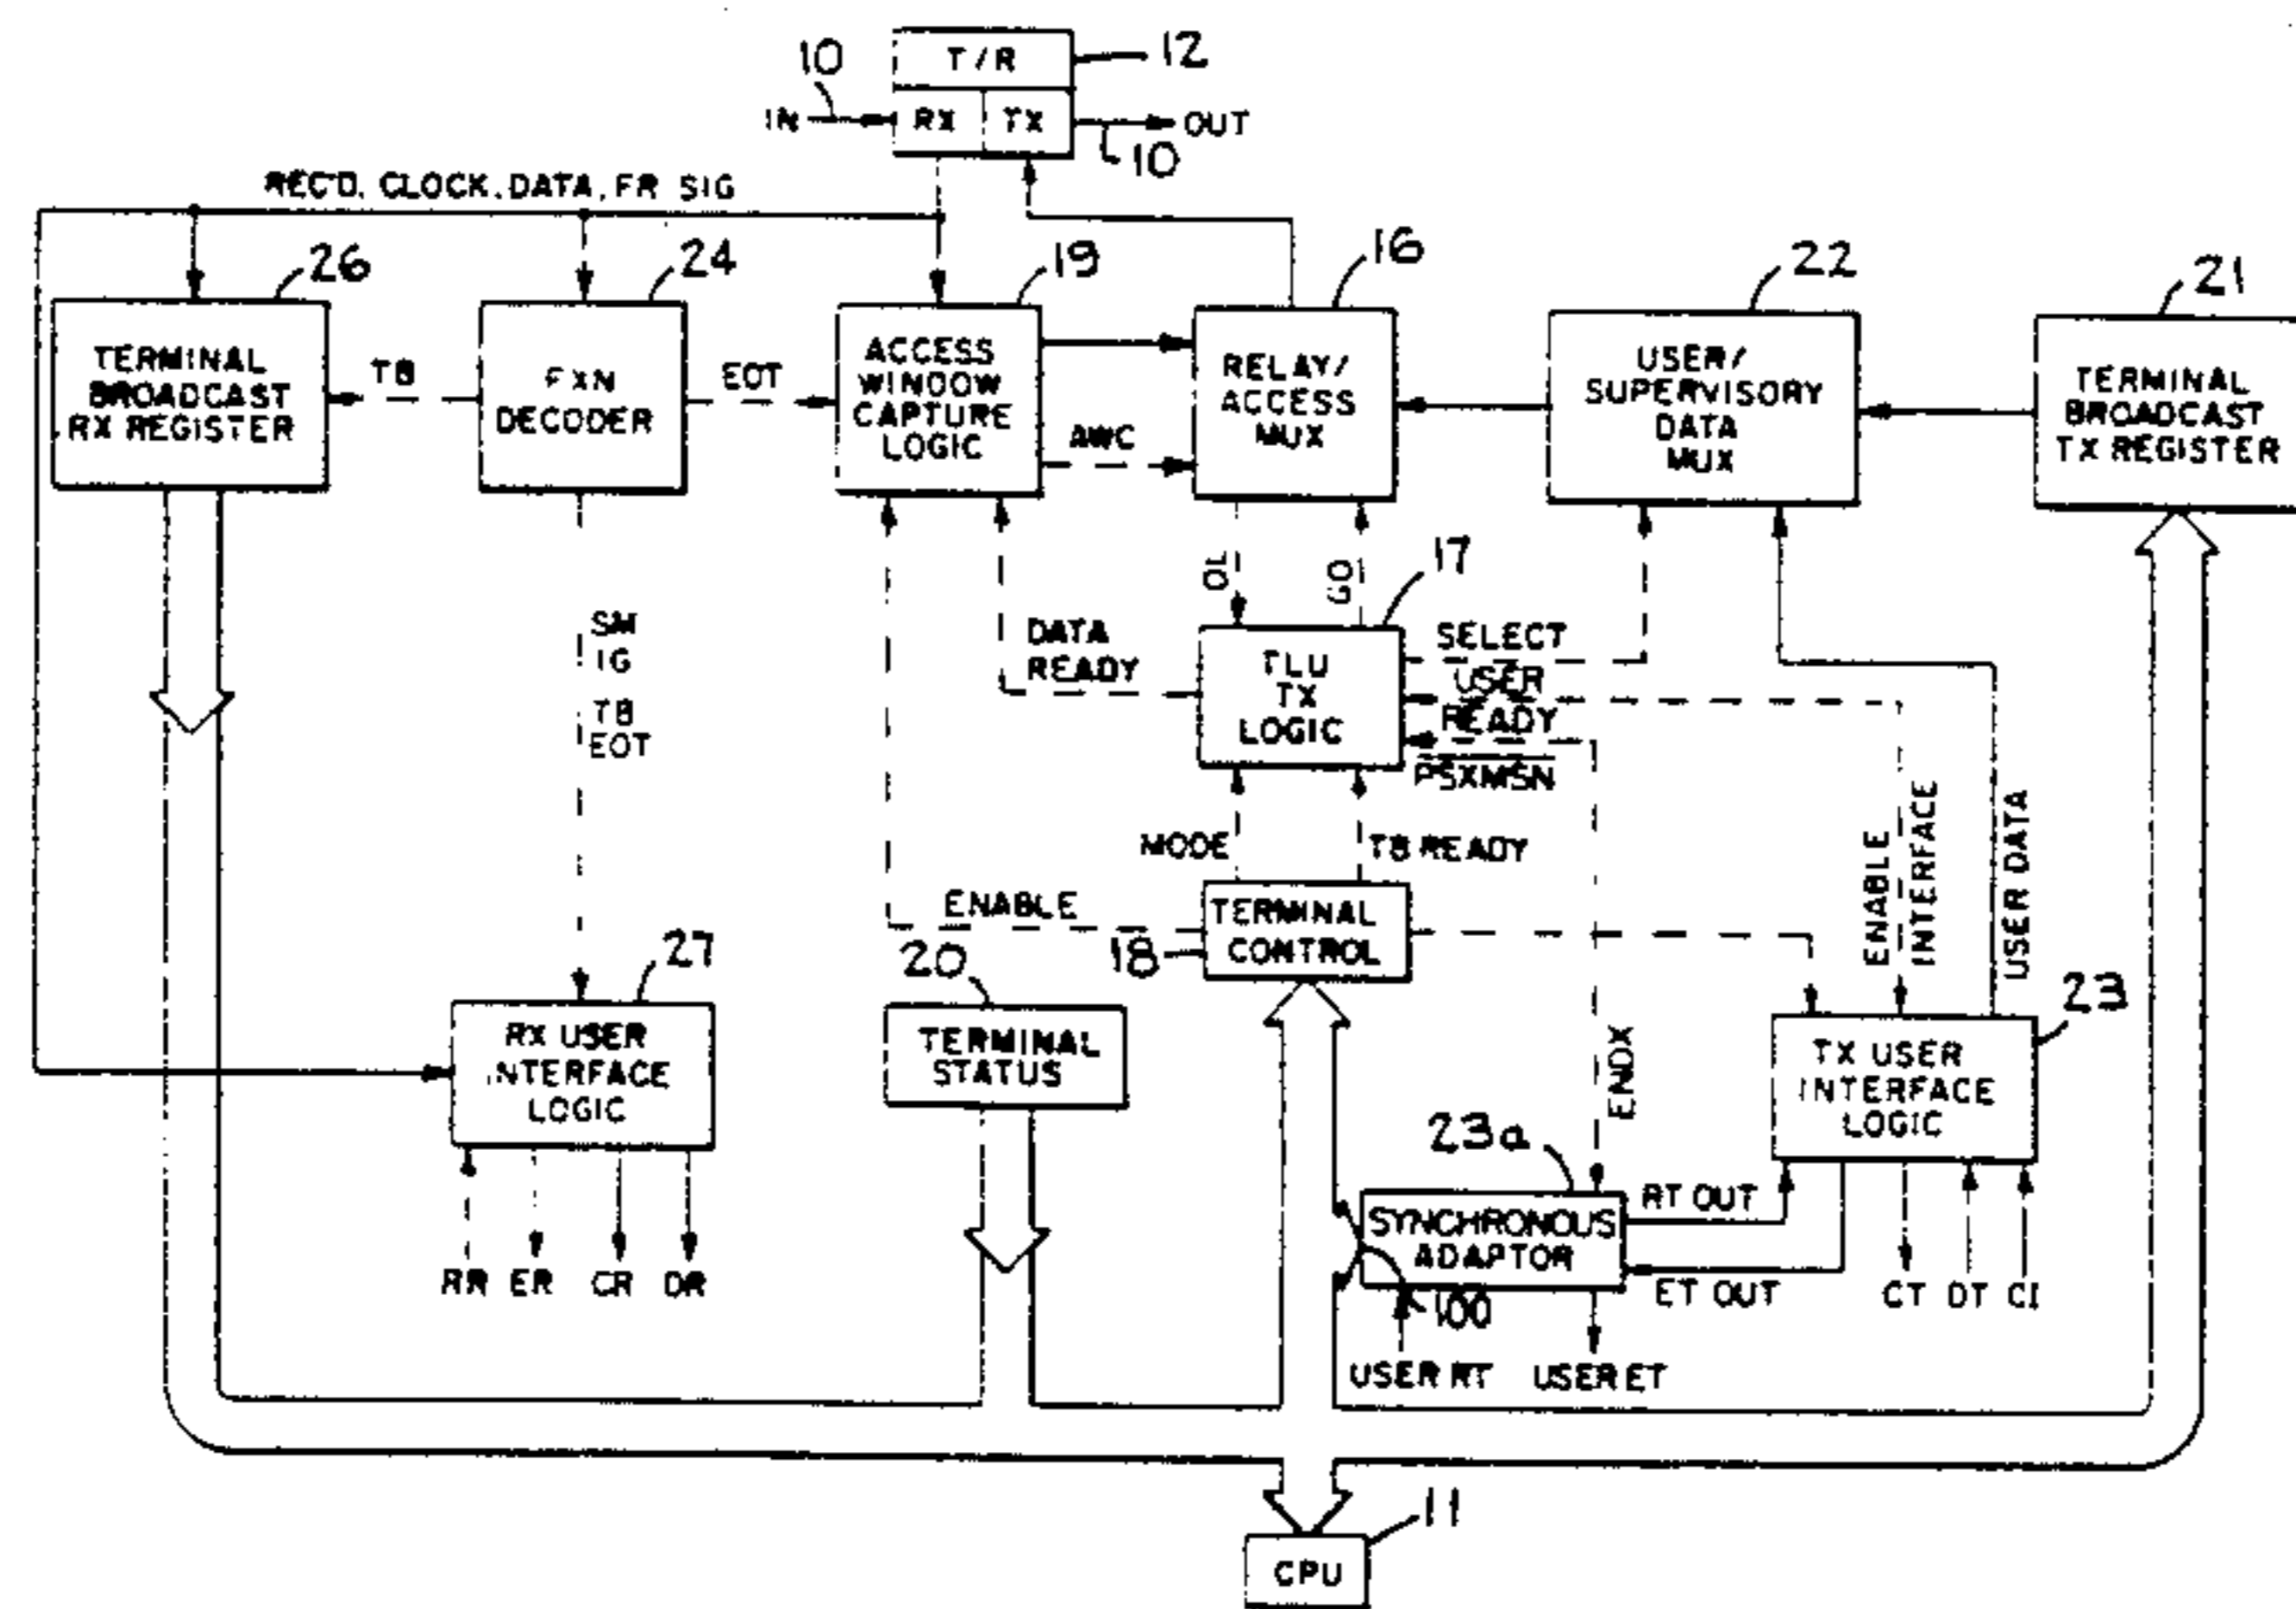 12
T/R
10
IN
RX
TX
OUT
10
REC'D. CLOCK, DATA, FR SIG
26
24
19
16
22
21
TERMINAL
BROADCAST
RX REGISTER
TB
FXN
DECODER
EOT
ACCESS
WINDOW
CAPTURE
LOGIC
AWC
RELAY/
ACCESS
MUX
USER/
SUPERVISORY
DATA
MUX
TERMINAL
BROADCAST
TX REGISTER
OL
GO
17
SM
IG
TB
EOT
DATA
READY
TLU
TX
LOGIC
SELECT
USER
READY
PSXMSN
MODE
TB READY
ENABLE
INTERFACE
USER DATA
ENABLE
TERMINAL
CONTROL
18
27
20
23
RX USER
INTERFACE
LOGIC
TERMINAL
STATUS
ENDX
TX USER
INTERFACE
LOGIC
23a
SYNCHRONOUS
ADAPTOR
RT OUT
ET OUT
100
RR
ER
CR
DR
CT
DT
CI
USER RT
USER ET
11
CPU